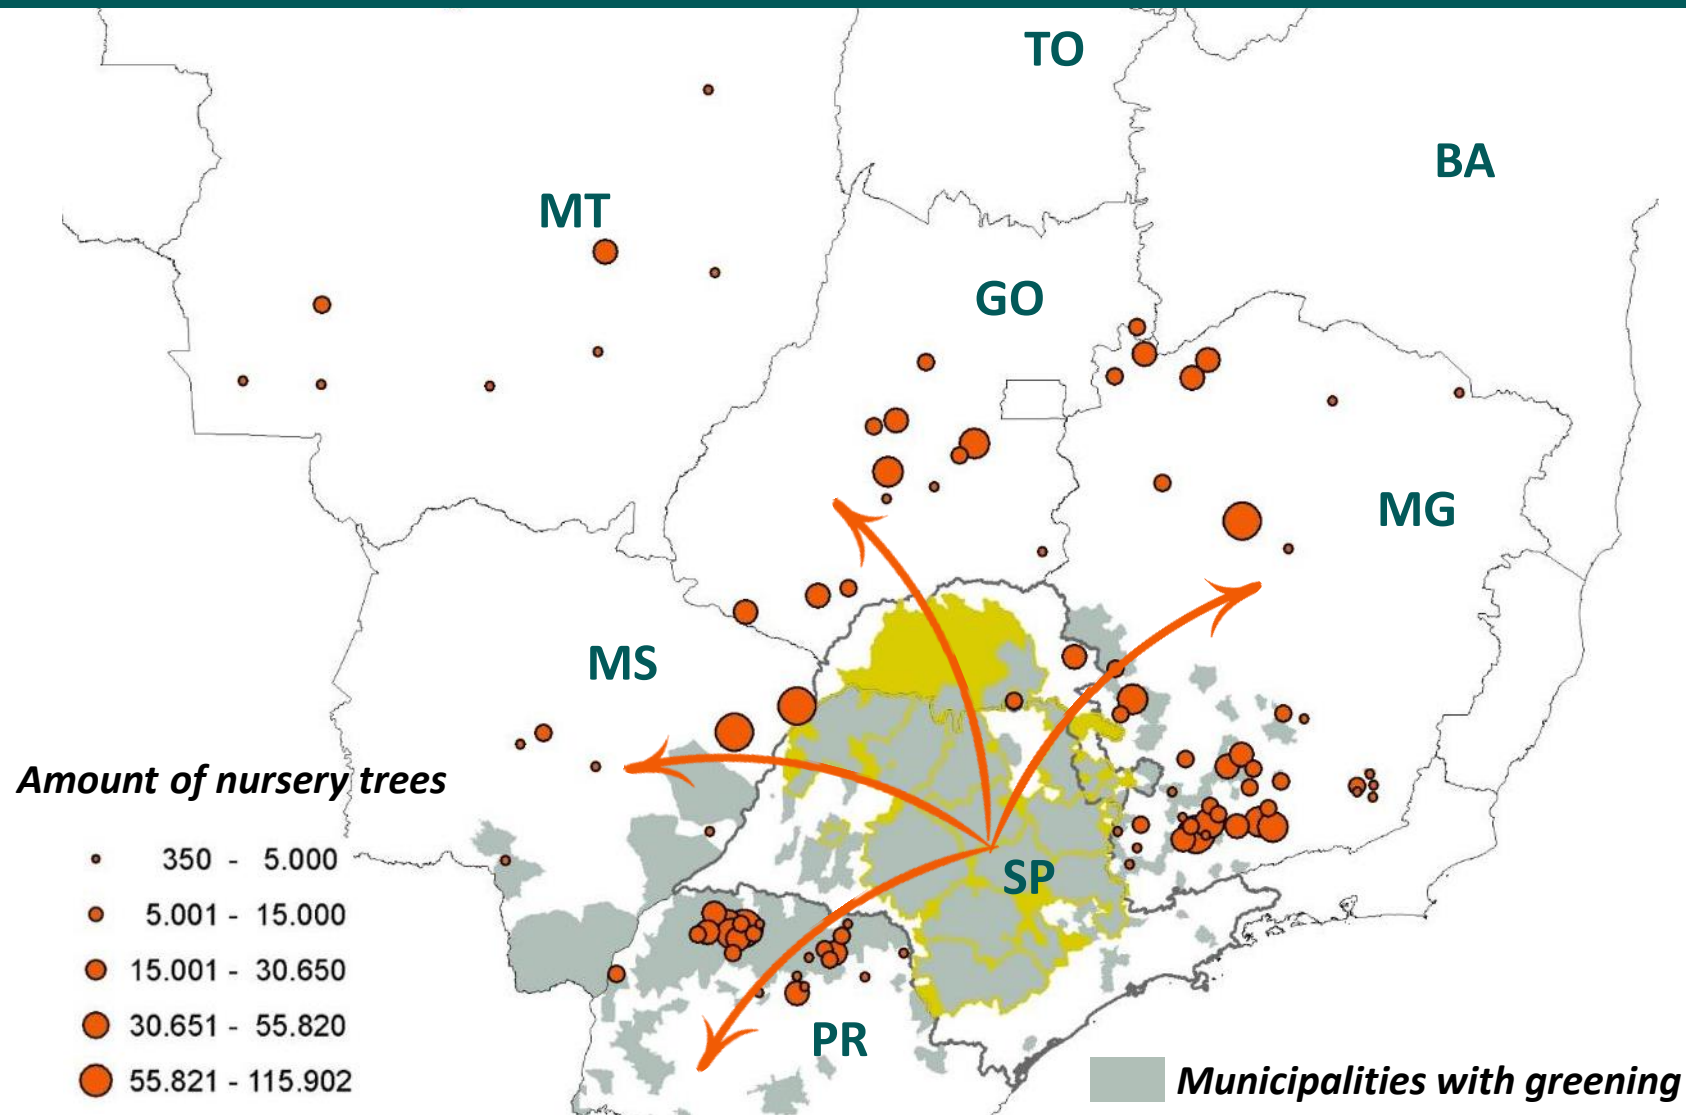 TO
BA
MT
GO
MG
MS
Amount of nursery trees
350 - 5.000
5.001 - 15.000
15.001 - 30.650
30.651 - 55.820
55.821 - 115.902
SP
PR
Municipalities with greening